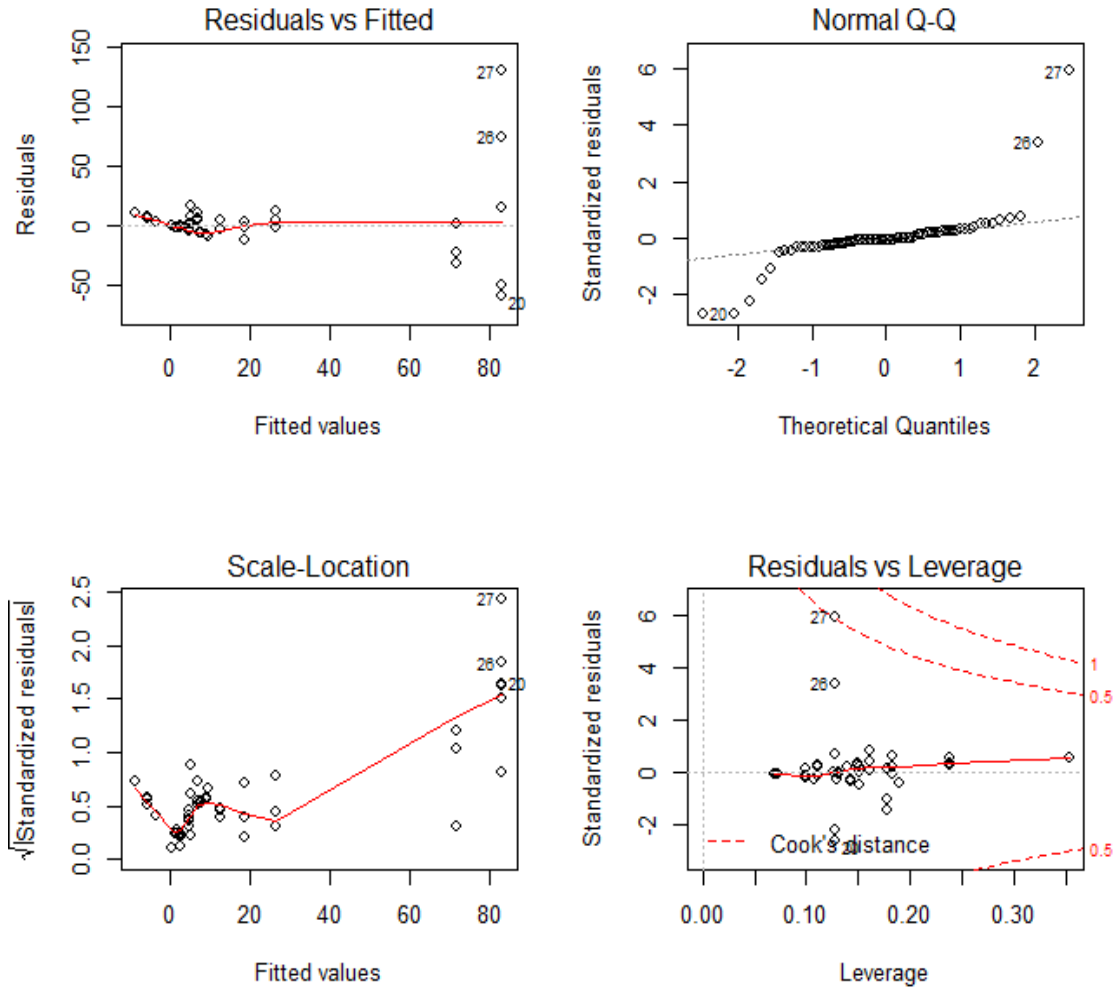 Residuals vs Fitted
Residuals
150
100
50
0
-50
27
26
20
0 20 40 60 80
Fitted values
Normal Q-Q
Standardized residuals
6
4
2
0
-2
27
26
20
-2 -1 0 1 2
Theoretical Quantiles
Scale-Location
√|Standardized residuals|
2.5
2.0
1.5
1.0
0.5
0.0
27
26
20
0 20 40 60 80
Fitted values
Residuals vs Leverage
Standardized residuals
6
4
2
0
-2
27
26
20
1
0.5
0.5
Cook's distance
0.00 0.10 0.20 0.30
Leverage